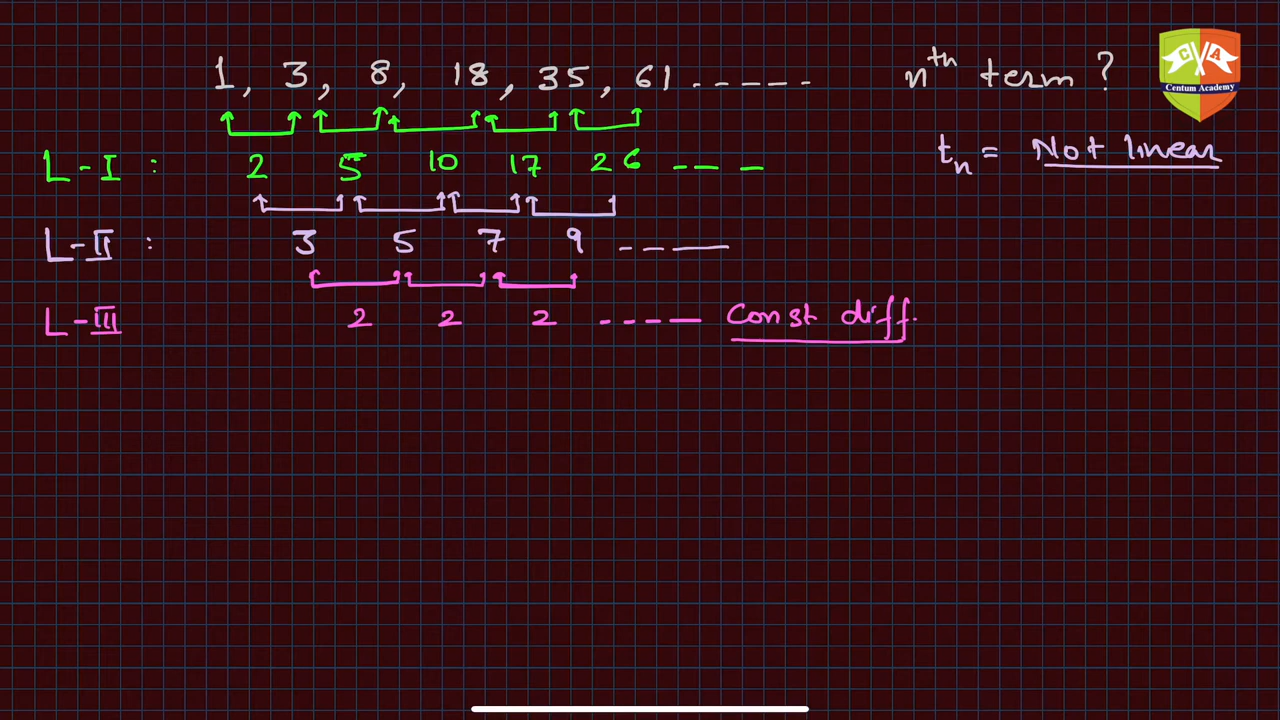 1, 3, 8, 18, 35, 61 ----- nth term ?
C A
Centum Academy
tn = Not linear
L-I : 2 5 10 17 26 ---
L-II : 3 5 7 9 ----
L-III 2 2 2 ---- Const diff.